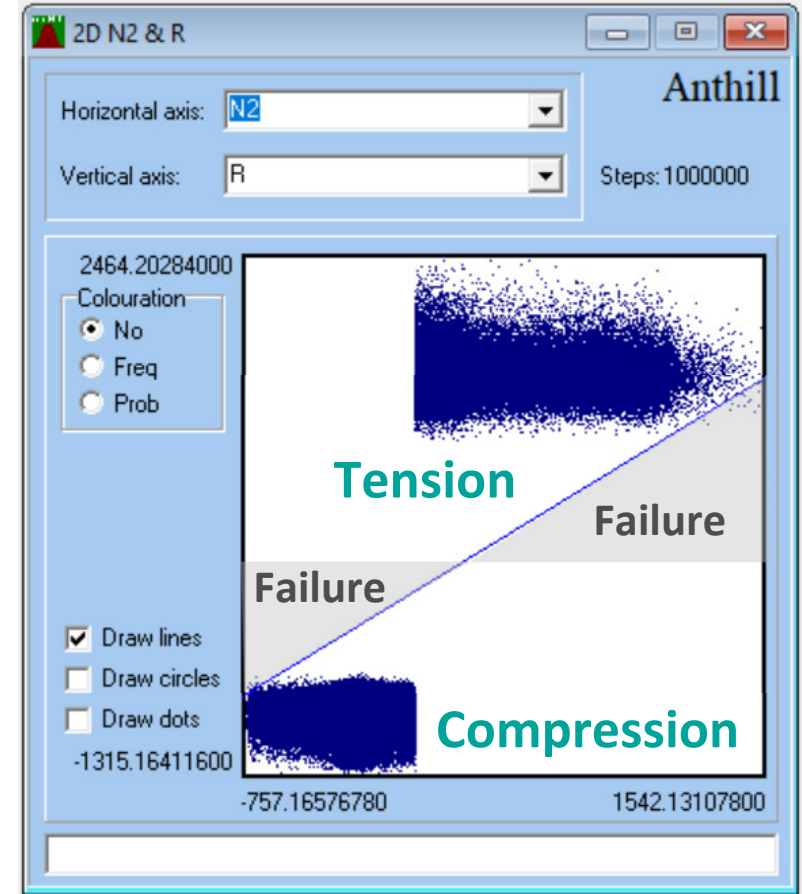 2D N2 & R
Anthill
Horizontal axis: N2
Vertical axis: R
Steps: 1000000
2464.20284000
Colouration
No
Freq
Prob
Tension
Failure
Failure
Draw lines
Draw circles
Draw dots
Compression
-1315.16411600
-757.16576780 1542.13107800